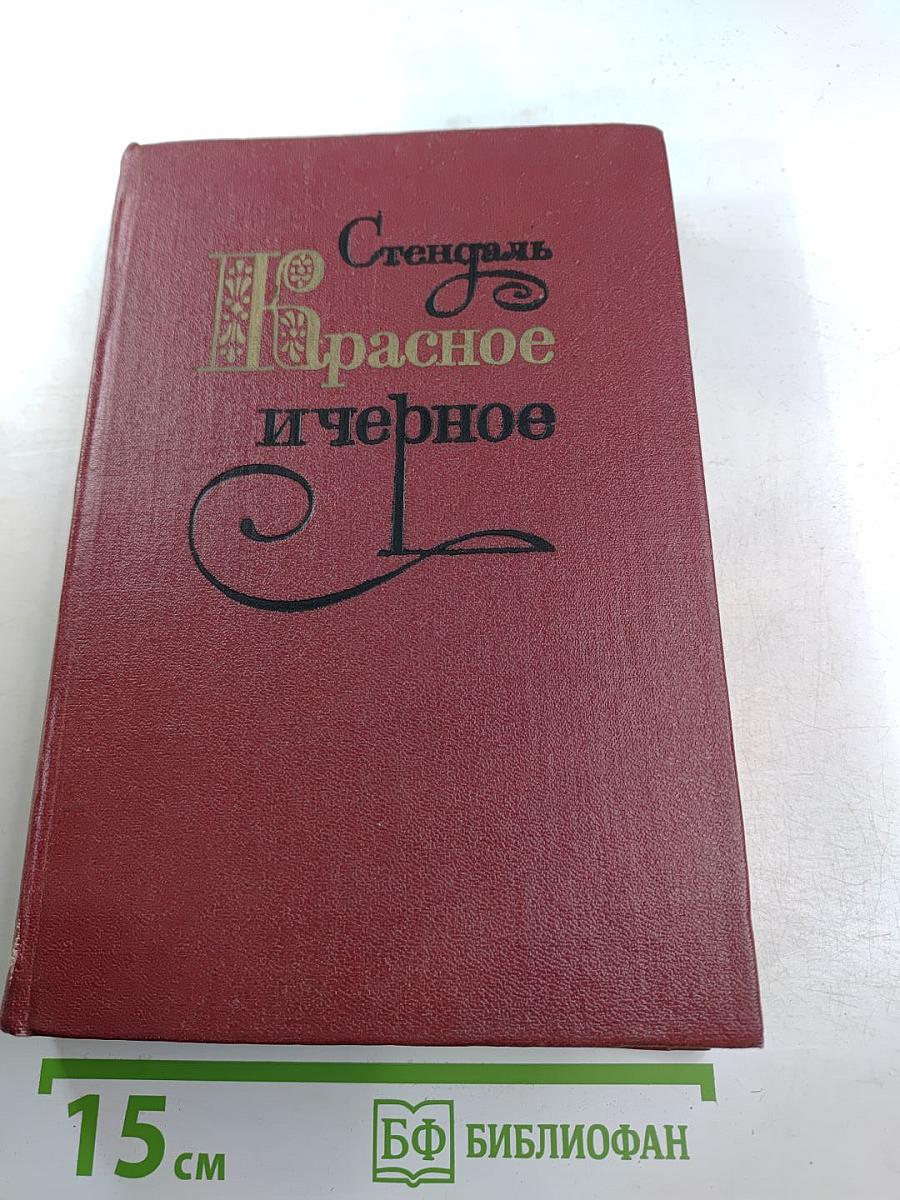 Стендаль
Красное
и черное
15 см
БФ БИБЛИОФАН